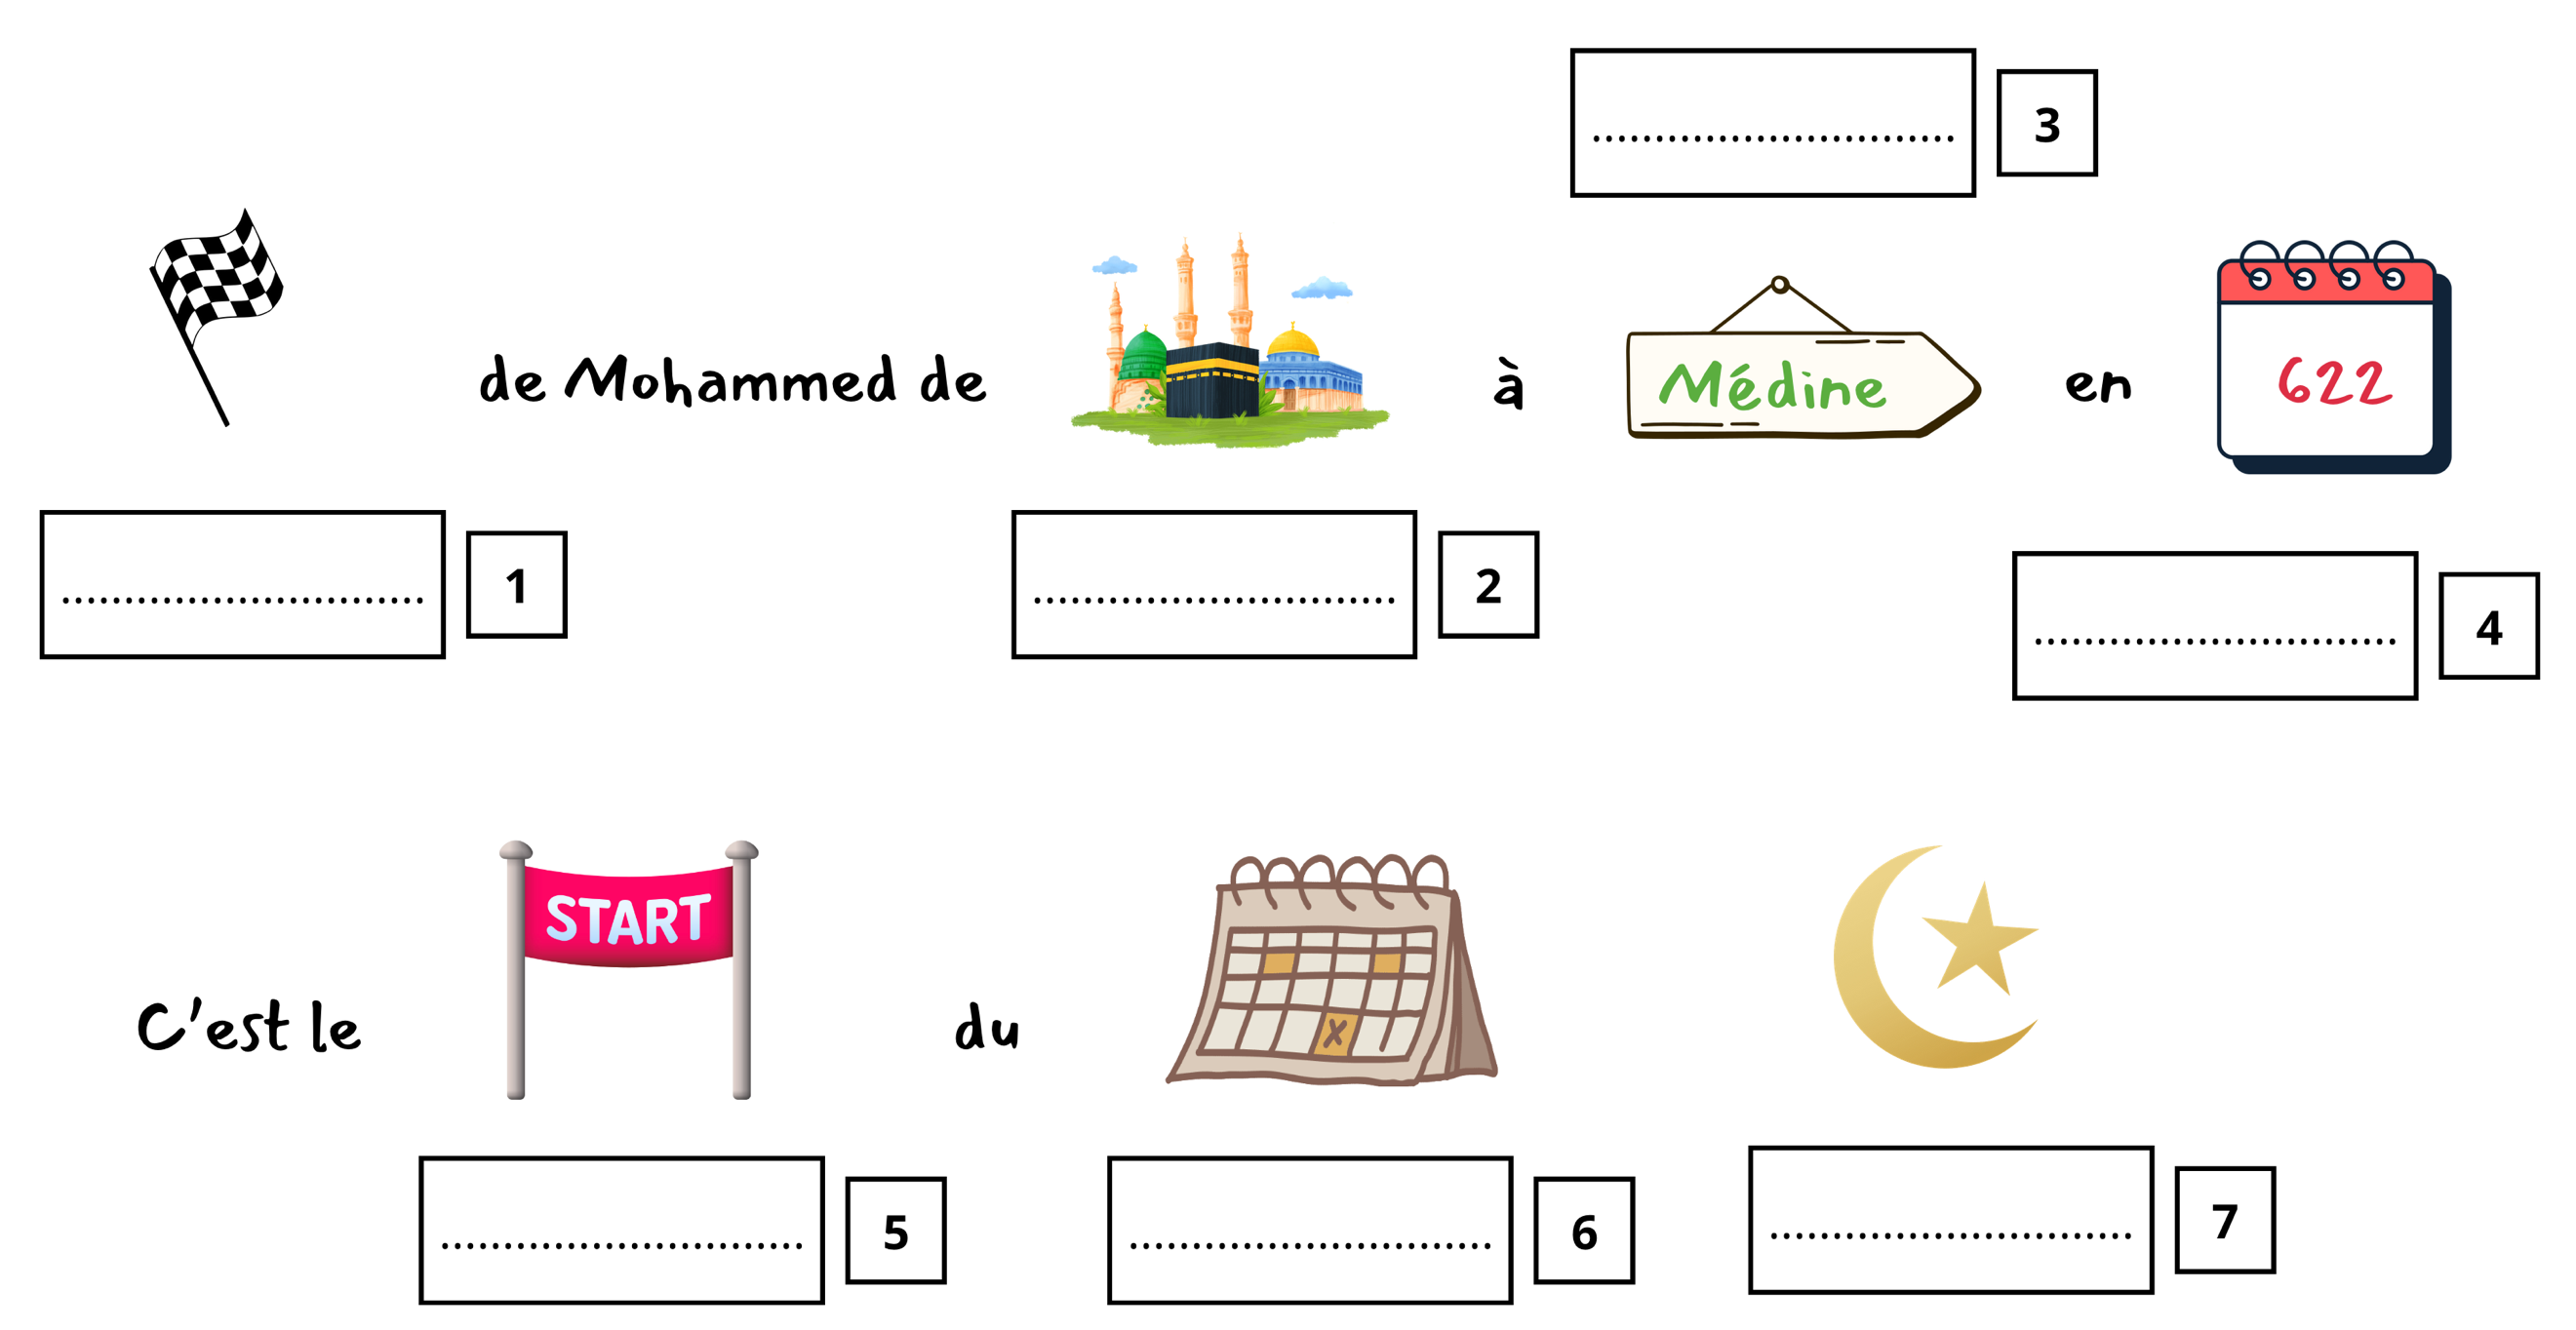 3
de Mohammed de à Médine en 622
1 2 4
START
C'est le du
5 6 7